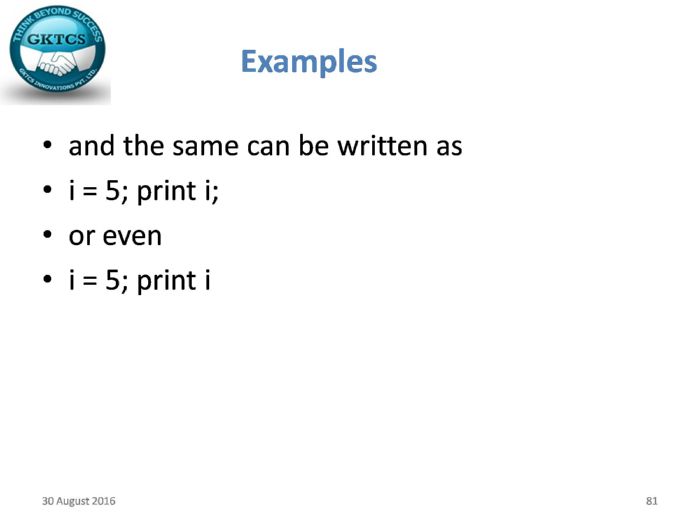 THINK BEYOND SUCCESS
GKTCS
GKTCS INNOVATIONS PVT. LTD.
Examples
• and the same can be written as
• i = 5; print i;
• or even
• i = 5; print i
30 August 2016
81